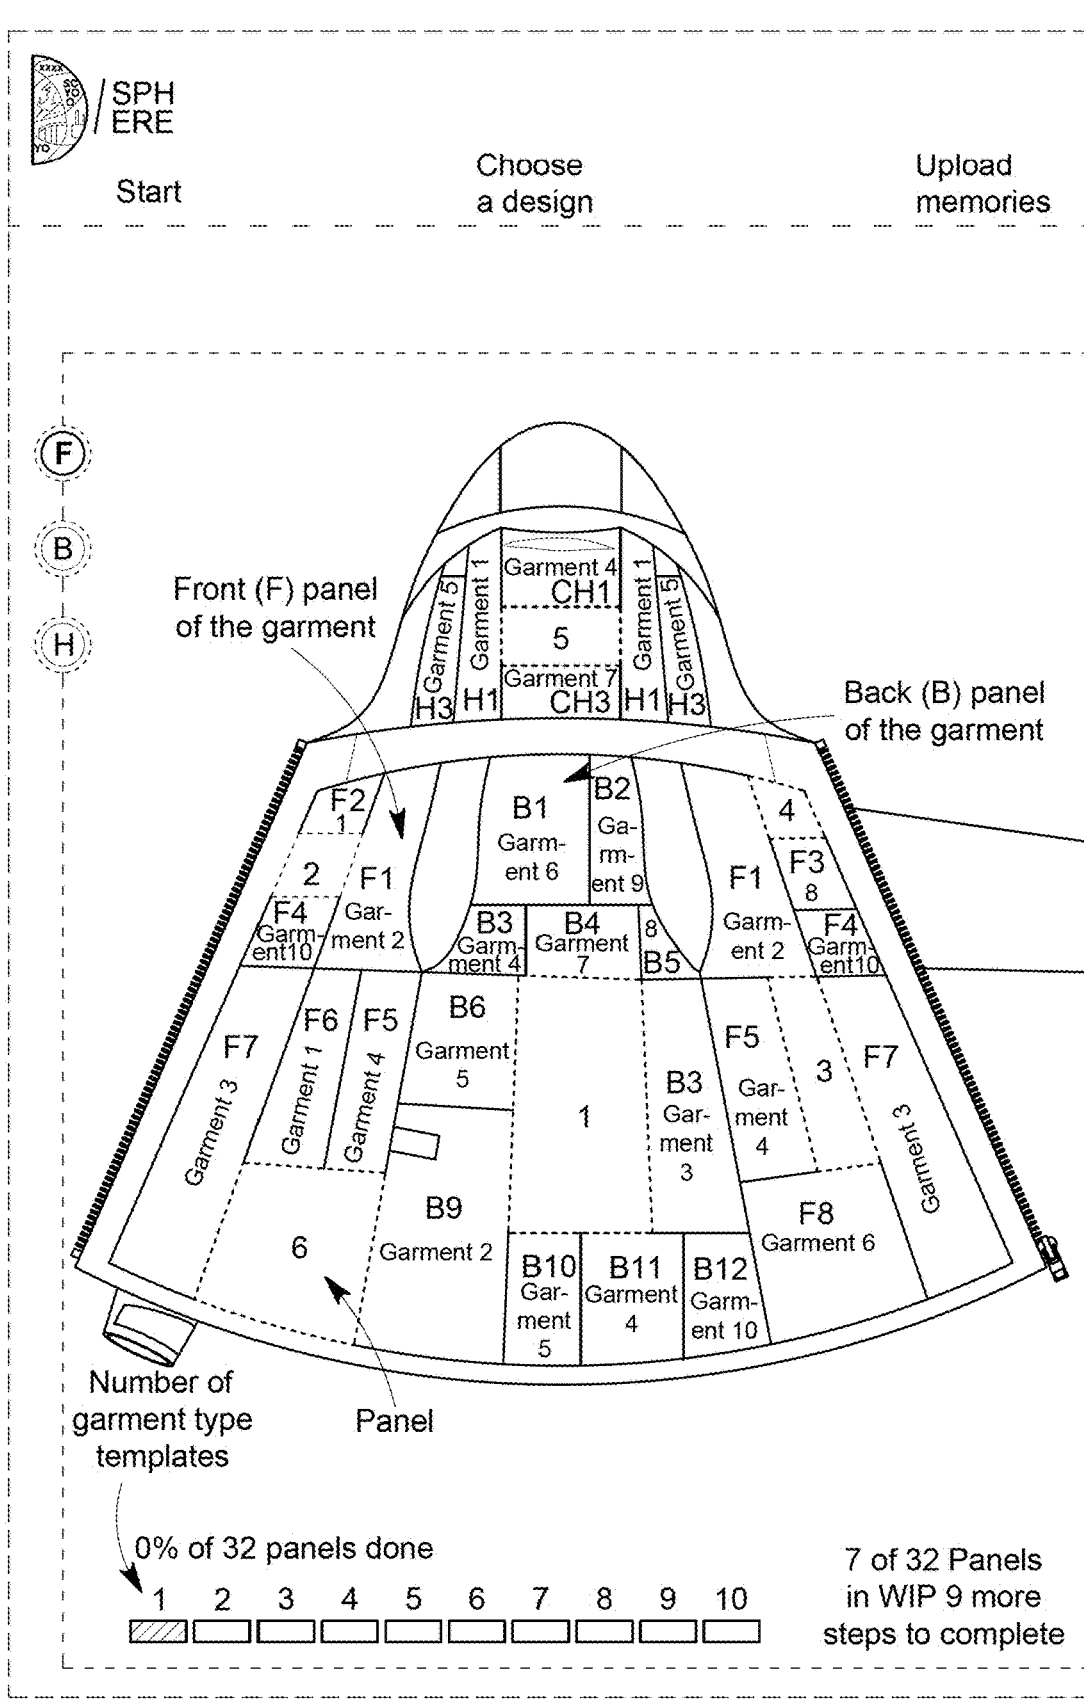 XXXX
YO
SPH
ERE
Start
Choose
a design
Upload
memories
F
B
H
Front (F) panel
of the garment
Back (B) panel
of the garment
Garment 5
H3
Garment 1
H1
Garment 4
CH1
5
Garment 7
CH3
Garment 1
H1
Garment 5
H3
F2
1
2
F4
Garm-
ent10
F1
Gar-
ment 2
B1
Garm-
ent 6
B2
Ga-
rm-
ent 9
B3
Garm-
ment 4
B4
Garment
7
8
B5
F1
Garm-
ent 2
4
F3
8
F4
Garm-
ent10
F7
Garment 3
F6
Garment 1
F5
Garment 4
B6
Garment
5
1
B3
Gar-
ment
3
F5
Gar-
ment
4
3
F7
Garment 3
6
B9
Garment 2
B10
Gar-
ment
5
B11
Garment
4
B12
Garm-
ent 10
F8
Garment 6
Panel
Number of
garment type
templates
0% of 32 panels done
1 2 3 4 5 6 7 8 9 10
7 of 32 Panels
in WIP 9 more
steps to complete